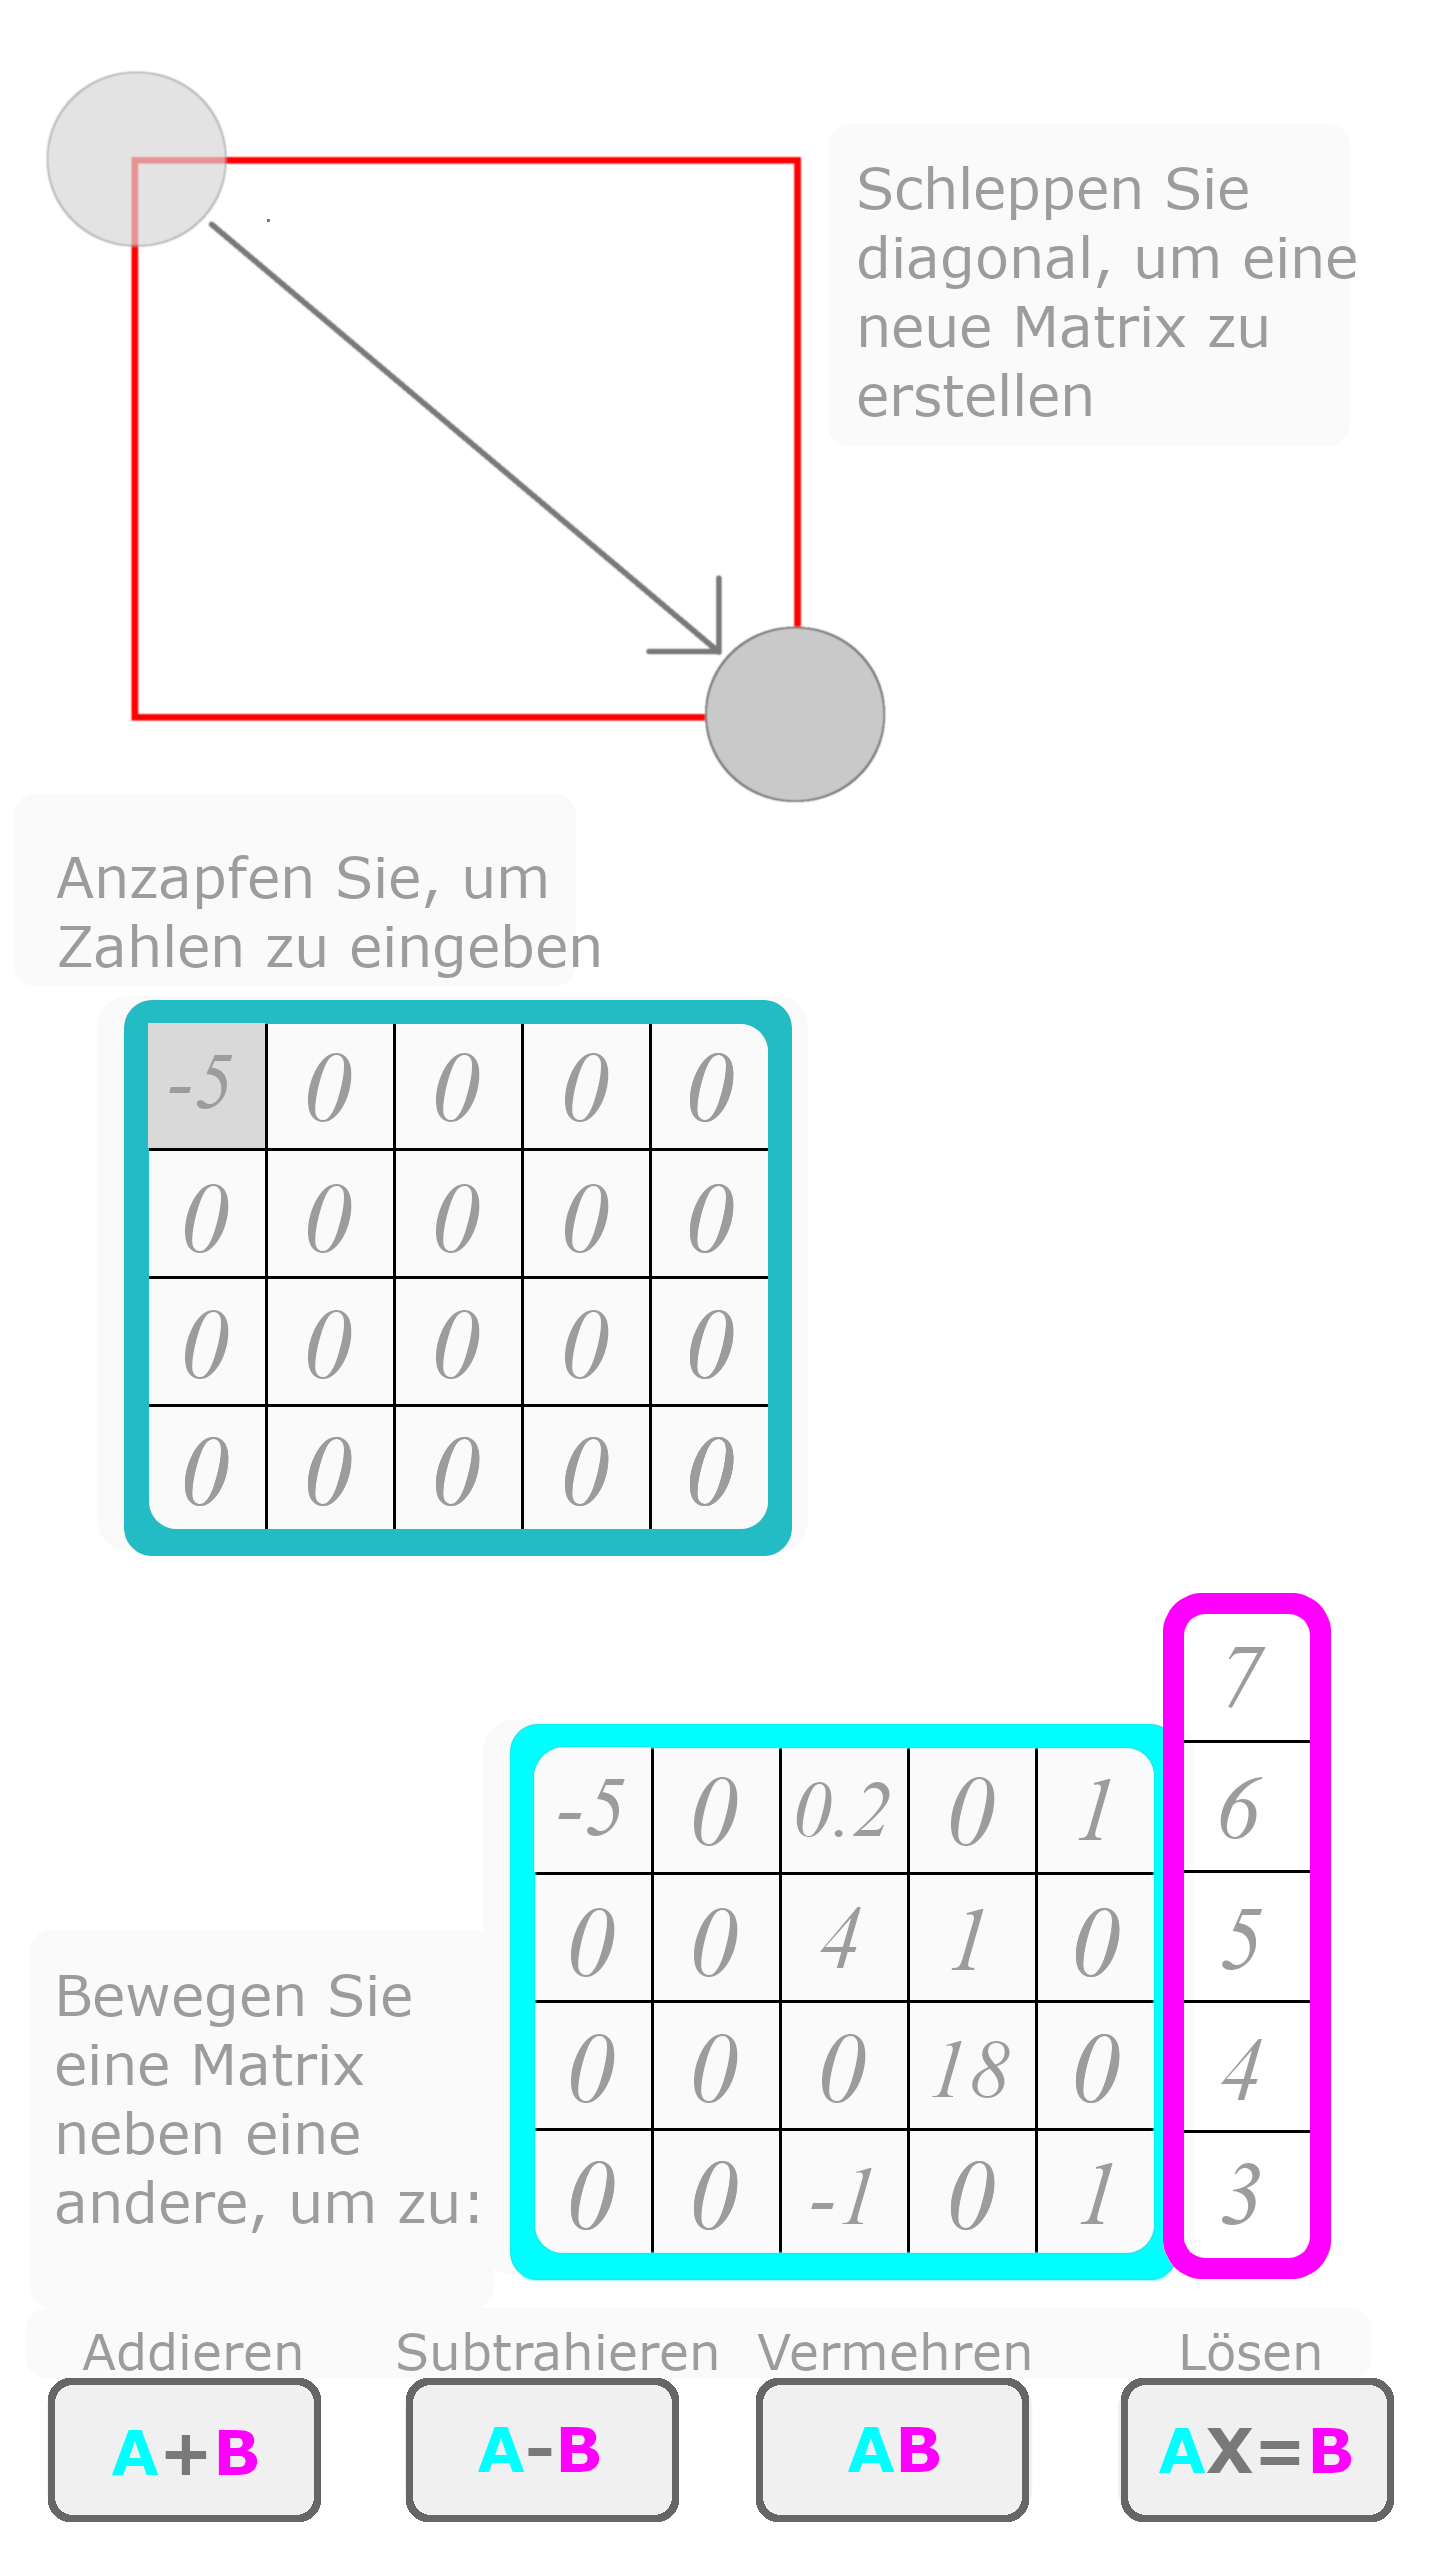 Schleppen Sie
diagonal, um eine
neue Matrix zu
erstellen
Anzapfen Sie, um
Zahlen zu eingeben
-5 0 0 0 0
0 0 0 0 0
0 0 0 0 0
0 0 0 0 0
7
-5 0 0.2 0 1 6
0 0 4 1 0 5
0 0 0 18 0 4
0 0 -1 0 1 3
Bewegen Sie
eine Matrix
neben eine
andere, um zu:
Addieren Subtrahieren Vermehren Lösen
A+B A-B AB AX=B